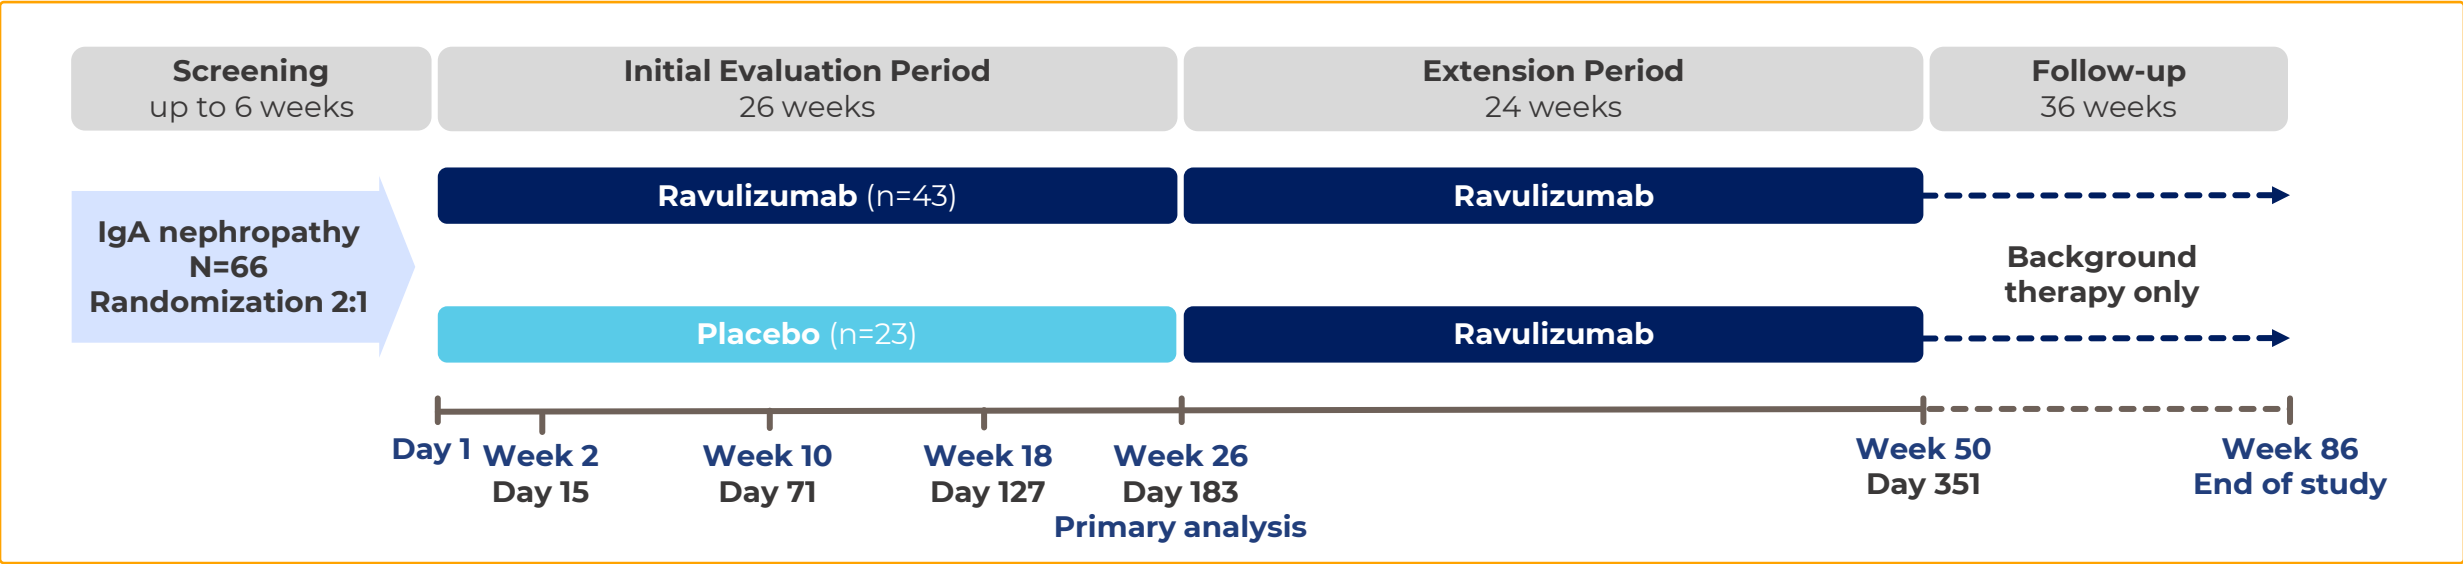 Screening
up to 6 weeks
Initial Evaluation Period
26 weeks
Extension Period
24 weeks
Follow-up
36 weeks
IgA nephropathy
N=66
Randomization 2:1
Ravulizumab (n=43)
Ravulizumab
Placebo (n=23)
Ravulizumab
Background
therapy only
Day 1
Week 2
Day 15
Week 10
Day 71
Week 18
Day 127
Week 26
Day 183
Primary analysis
Week 50
Day 351
Week 86
End of study